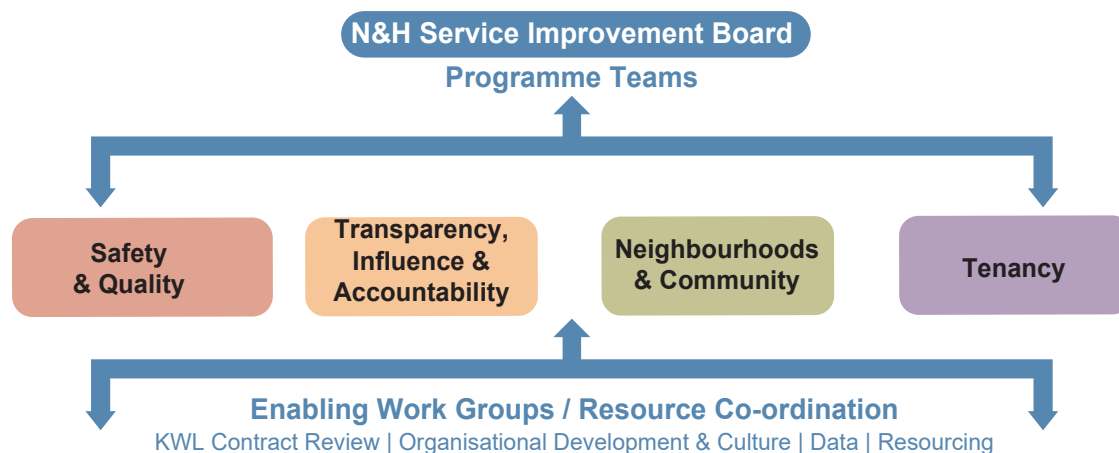 N&H Service Improvement Board
Programme Teams
Safety
& Quality
Transparency,
Influence &
Accountability
Neighbourhoods
& Community
Tenancy
Enabling Work Groups / Resource Co-ordination
KWL Contract Review | Organisational Development & Culture | Data | Resourcing